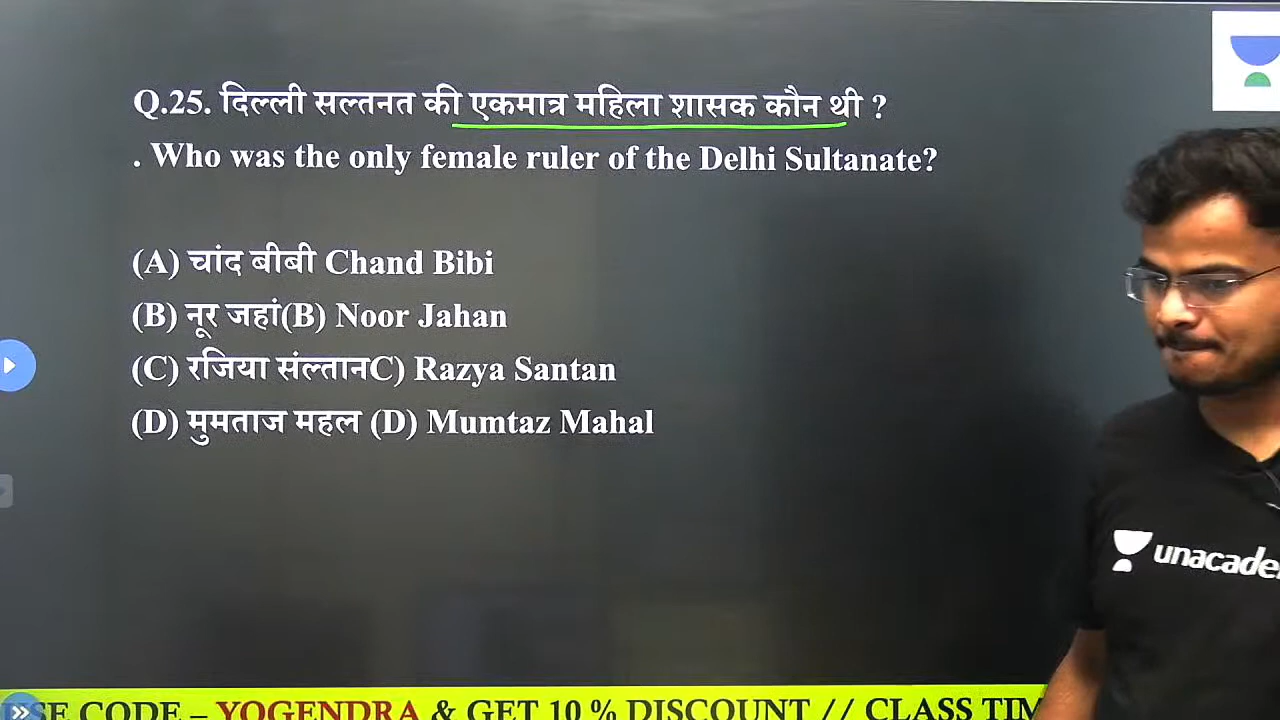 Q.25. दिल्ली सल्तनत की एकमात्र महिला शासक कौन थी ?
. Who was the only female ruler of the Delhi Sultanate?
(A) चांद बीबी Chand Bibi
(B) नूर जहां(B) Noor Jahan
(C) रजिया संल्तानC) Razya Santan
(D) मुमताज महल (D) Mumtaz Mahal
unacade
SE CODE – YOGENDRA & GET 10 % DISCOUNT // CLASS TIM